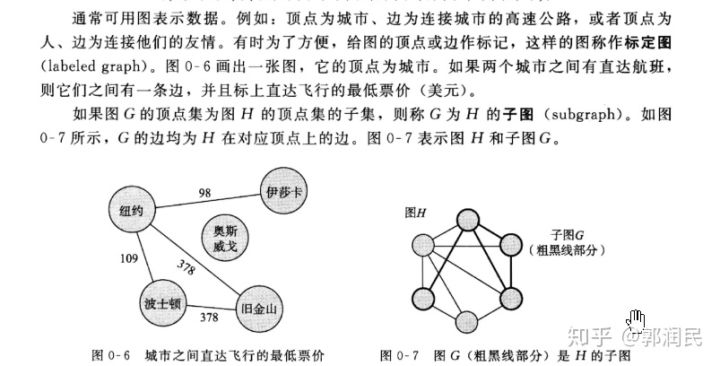 通常可用图表示数据。例如：顶点为城市、边为连接城市的高速公路，或者顶点为
人、边为连接他们的友情。有时为了方便，给图的顶点或边作标记，这样的图称作标定图
(labeled graph)。图 0-6 画出一张图，它的顶点为城市。如果两个城市之间有直达航班，
则它们之间有一条边，并且标上直达飞行的最低票价（美元）。
如果图 G 的顶点集为图 H 的顶点集的子集，则称 G 为 H 的子图 (subgraph)。如图
0-7 所示，G 的边均为 H 在对应顶点上的边。图 0-7 表示图 H 和子图G。
98
伊莎卡
纽约
奥斯
威戈
109
378
波士顿
378
旧金山
图H
子图G
（粗黑线部分）
图 0-6 城市之间直达飞行的最低票价
图 0-7 图 G（粗黑线部分）是 H 的子图
知乎 @郭润民